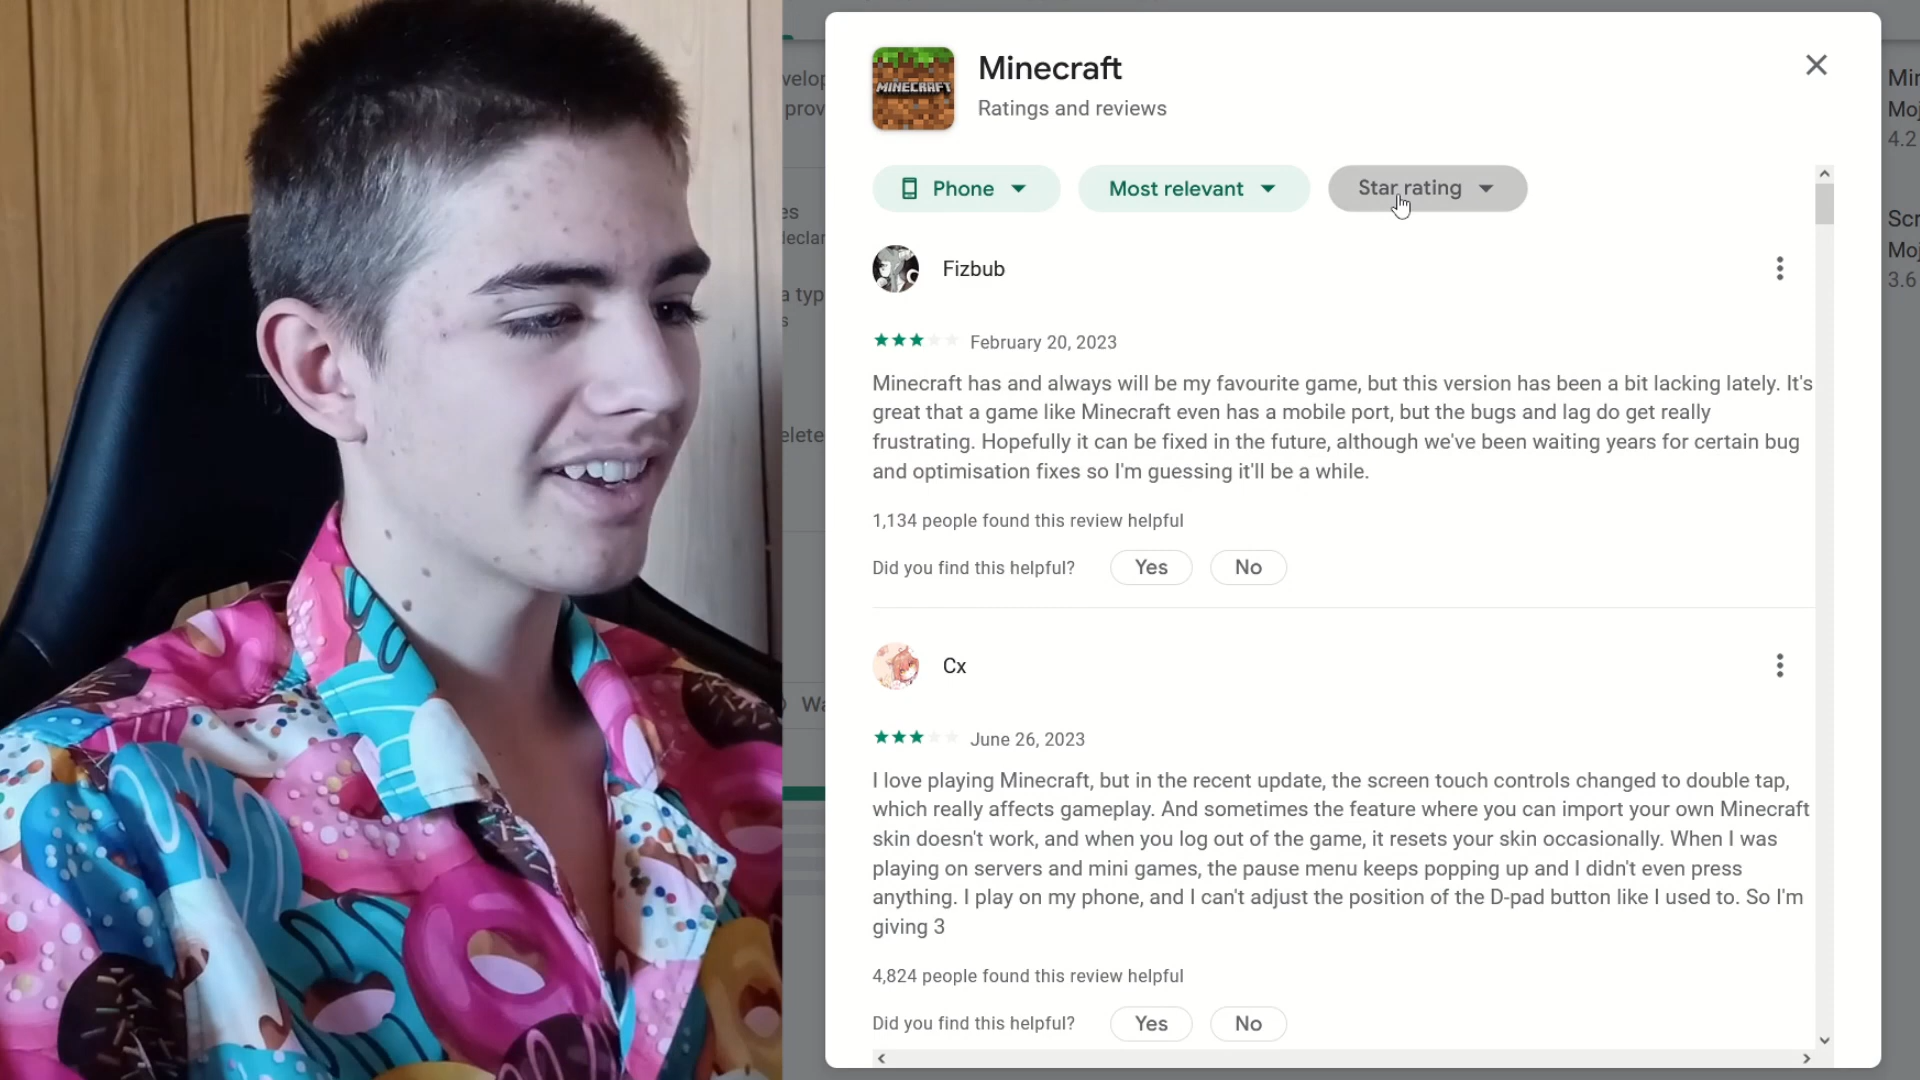 Minecraft
Ratings and reviews
MINECRAFT
Phone
Most relevant
Star rating
Fizbub
February 20, 2023
Minecraft has and always will be my favourite game, but this version has been a bit lacking lately. It's
great that a game like Minecraft even has a mobile port, but the bugs and lag do get really
frustrating. Hopefully it can be fixed in the future, although we've been waiting years for certain bug
and optimisation fixes so I'm guessing it'll be a while.
1,134 people found this review helpful
Did you find this helpful? Yes No
Cx
June 26, 2023
I love playing Minecraft, but in the recent update, the screen touch controls changed to double tap,
which really affects gameplay. And sometimes the feature where you can import your own Minecraft
skin doesn't work, and when you log out of the game, it resets your skin occasionally. When I was
playing on servers and mini games, the pause menu keeps popping up and I didn't even press
anything. I play on my phone, and I can't adjust the position of the D-pad button like I used to. So I'm
giving 3
4,824 people found this review helpful
Did you find this helpful? Yes No
4.2
3.6